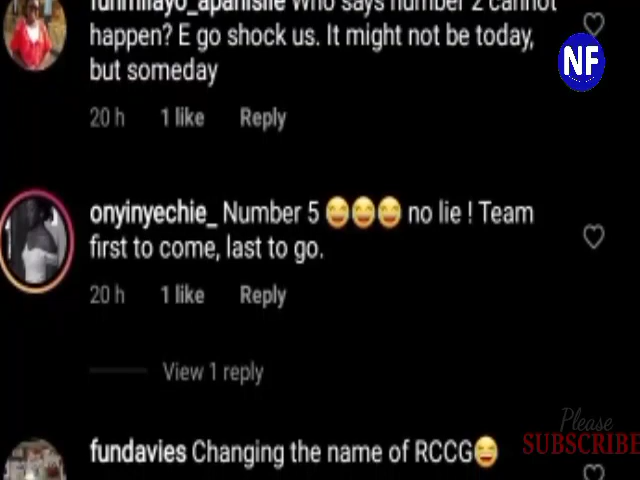 funmilayo_apanisile Who says number 2 cannot
happen? E go shock us. It might not be today,
but someday
20 h 1 like Reply
onyinyechie_ Number 5 😄😄😄 no lie ! Team
first to come, last to go.
20 h 1 like Reply
View 1 reply
fundavies Changing the name of RCCG😄
NF
Please
SUBSCRIBE